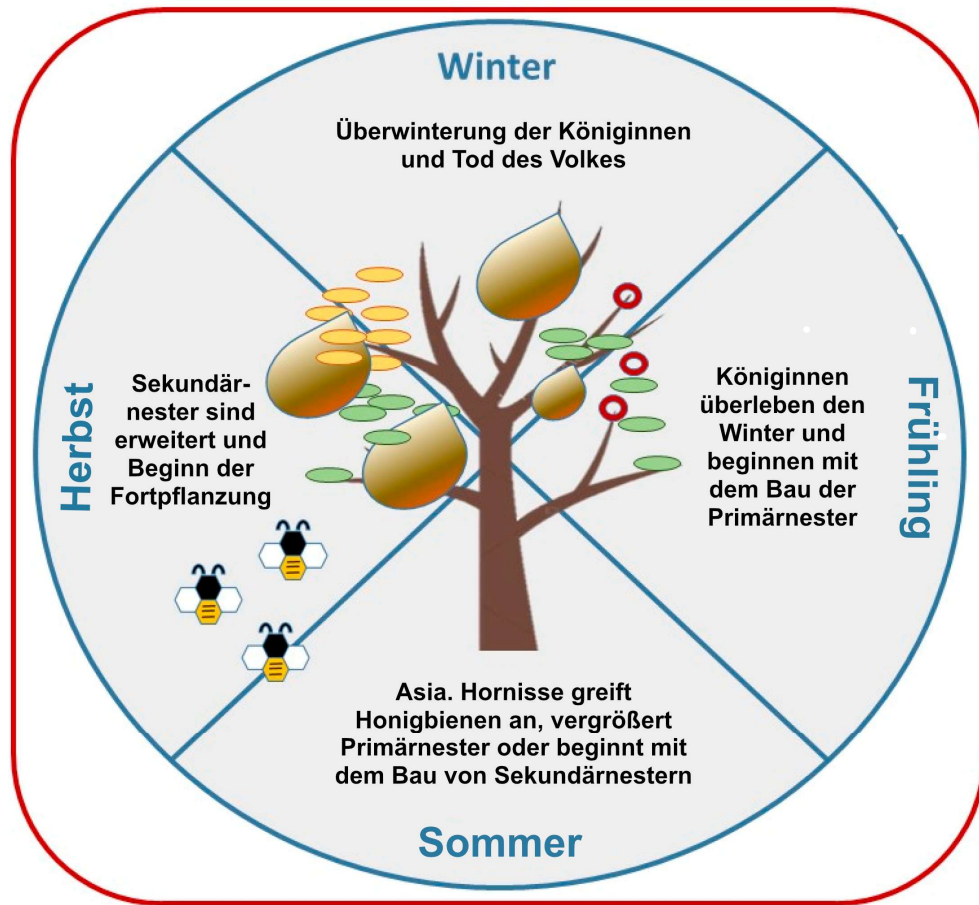 Winter
Überwinterung der Königinnen
und Tod des Volkes
Frühling
Königinnen
überleben den
Winter und
beginnen mit
dem Bau der
Primärnester
Sommer
Asia. Hornisse greift
Honigbienen an, vergrößert
Primärnester oder beginnt mit
dem Bau von Sekundärnestern
Herbst
Sekundär-
nester sind
erweitert und
Beginn der
Fortpflanzung